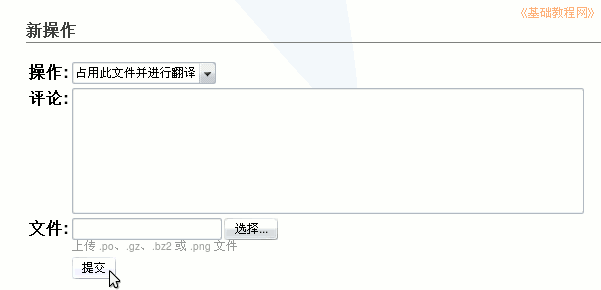 《基础教程网》
新操作
操作: 占用此文件并进行翻译
评论:
文件: 选择...
上传 .po、.gz、.bz2 或 .png 文件
提交